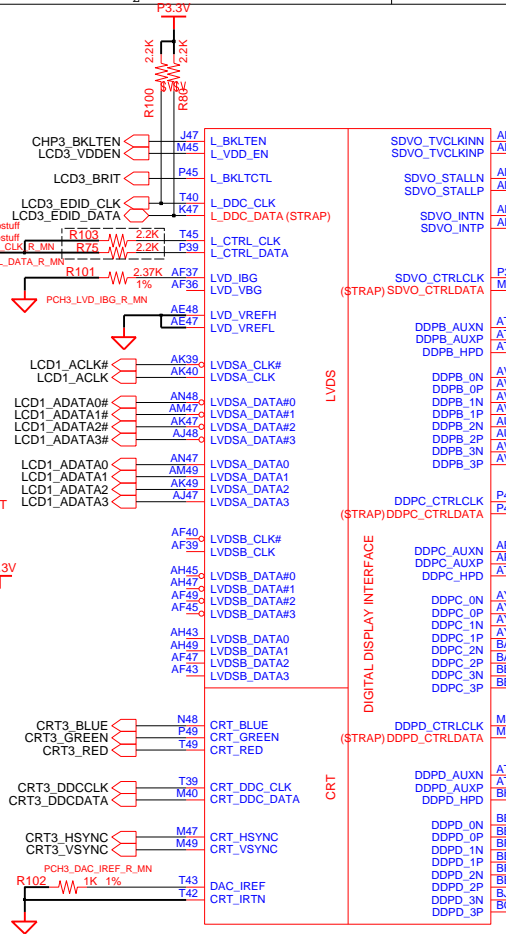 2
P3.3V
2.2K
2.2K
R100
CHP3_BKLTEN J47 L_BKLTEN
LCD3_VDDEN M45 L_VDD_EN
LCD3_BRIT P45 L_BKLTCTL
LCD3_EDID_CLK T40 L_DDC_CLK
LCD3_EDID_DATA K47 L_DDC_DATA(STRAP)
R103 2.2K T45 L_CTRL_CLK
R75 2.2K P39 L_CTRL_DATA
R101 2.37K AF37 LVD_IBG
1% AF36 LVD_VBG
PCH3_LVD_IBG_R_MN
AE48 LVD_VREFH
AE47 LVD_VREFL
LCD1_ACLK# AK39 LVDSA_CLK#
LCD1_ACLK AK40 LVDSA_CLK
LCD1_ADATA0# AN48 LVDSA_DATA#0
LCD1_ADATA1# AM47 LVDSA_DATA#1
LCD1_ADATA2# AK47 LVDSA_DATA#2
LCD1_ADATA3# AJ48 LVDSA_DATA#3
LCD1_ADATA0 AN47 LVDSA_DATA0
LCD1_ADATA1 AM49 LVDSA_DATA1
LCD1_ADATA2 AK49 LVDSA_DATA2
LCD1_ADATA3 AJ47 LVDSA_DATA3
AF40 LVDSB_CLK#
AF39 LVDSB_CLK
AH45 LVDSB_DATA#0
AH47 LVDSB_DATA#1
AF49 LVDSB_DATA#2
AF45 LVDSB_DATA#3
AH43 LVDSB_DATA0
AH49 LVDSB_DATA1
AF47 LVDSB_DATA2
AF43 LVDSB_DATA3
CRT3_BLUE N48 CRT_BLUE
CRT3_GREEN P49 CRT_GREEN
CRT3_RED T49 CRT_RED
CRT3_DDCCLK T39 CRT_DDC_CLK
CRT3_DDCDATA M40 CRT_DDC_DATA
CRT3_HSYNC M47 CRT_HSYNC
CRT3_VSYNC M49 CRT_VSYNC
PCH3_DAC_IREF_R_MN
R102 1K 1% T43 DAC_IREF
T42 CRT_IRTN
LVDS
CRT
DIGITAL DISPLAY INTERFACE
SDVO_TVCLKINN
SDVO_TVCLKINP
SDVO_STALLN
SDVO_STALLP
SDVO_INTN
SDVO_INTP
SDVO_CTRLCLK
(STRAP) SDVO_CTRLDATA
DDPB_AUXN
DDPB_AUXP
DDPB_HPD
DDPB_0N
DDPB_0P
DDPB_1N
DDPB_1P
DDPB_2N
DDPB_2P
DDPB_3N
DDPB_3P
DDPC_CTRLCLK
(STRAP) DDPC_CTRLDATA
DDPC_AUXN
DDPC_AUXP
DDPC_HPD
DDPC_0N
DDPC_0P
DDPC_1N
DDPC_1P
DDPC_2N
DDPC_2P
DDPC_3N
DDPC_3P
DDPD_CTRLCLK
(STRAP) DDPD_CTRLDATA
DDPD_AUXN
DDPD_AUXP
DDPD_HPD
DDPD_0N
DDPD_0P
DDPD_1N
DDPD_1P
DDPD_2N
DDPD_2P
DDPD_3N
DDPD_3P